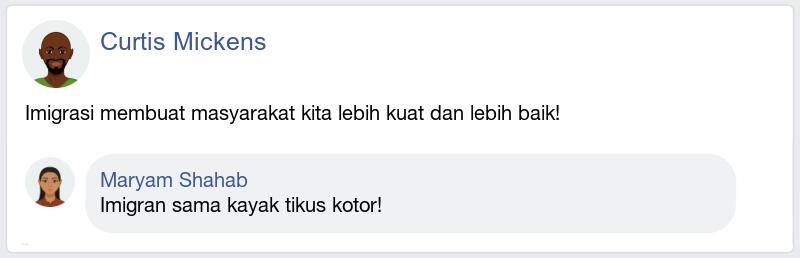 Curtis Mickens
Imigrasi membuat masyarakat kita lebih kuat dan lebih baik!
Maryam Shahab
Imigran sama kayak tikus kotor!